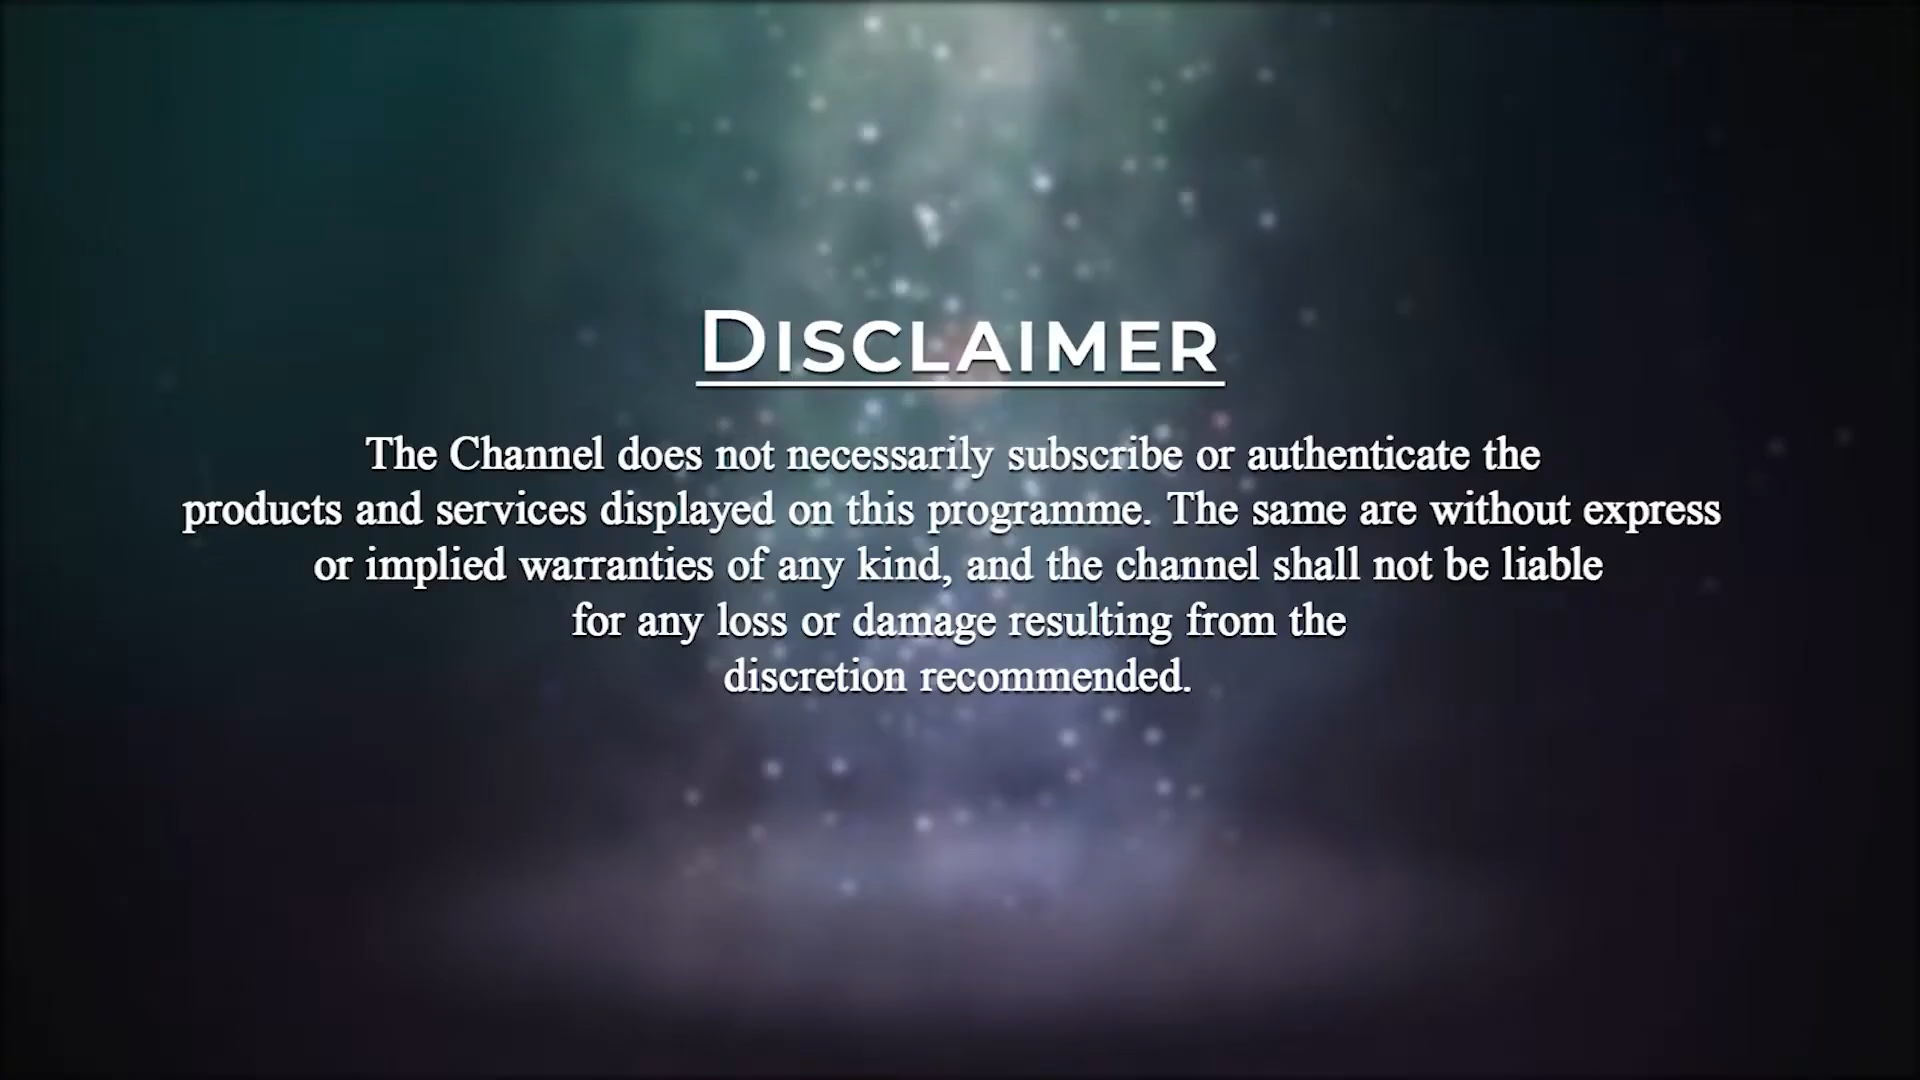 DISCLAIMER
The Channel does not necessarily subscribe or authenticate the
products and services displayed on this programme. The same are without express
or implied warranties of any kind, and the channel shall not be liable
for any loss or damage resulting from the
discretion recommended.